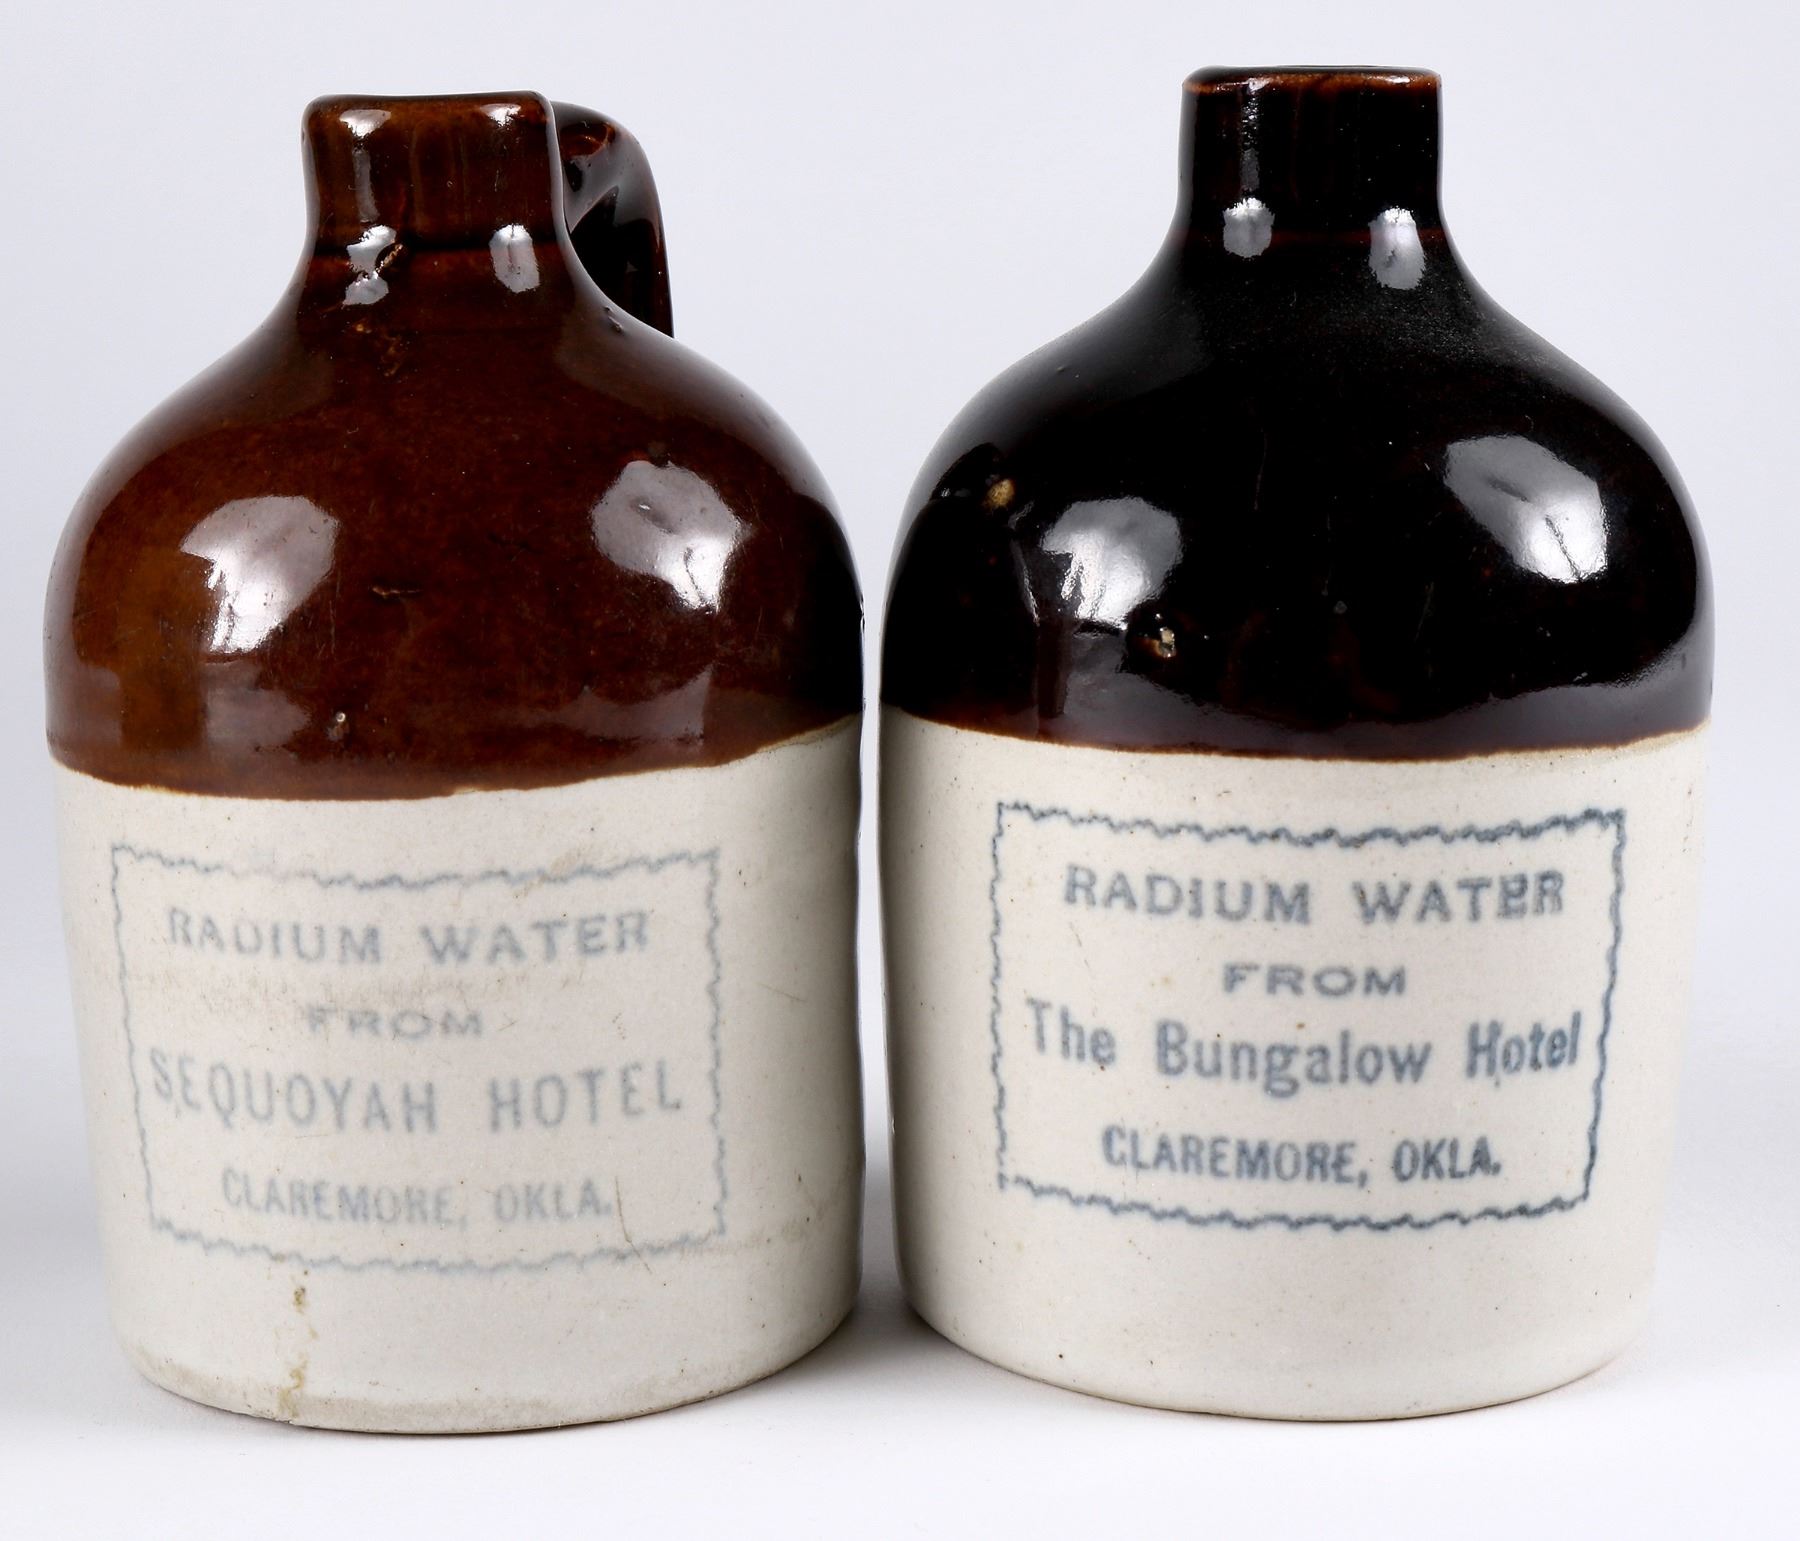 RADIUM WATER
FROM
SEQUOYAH HOTEL
CLAREMORE, OKLA.
RADIUM WATER
FROM
The Bungalow Hotel
CLAREMORE, OKLA.